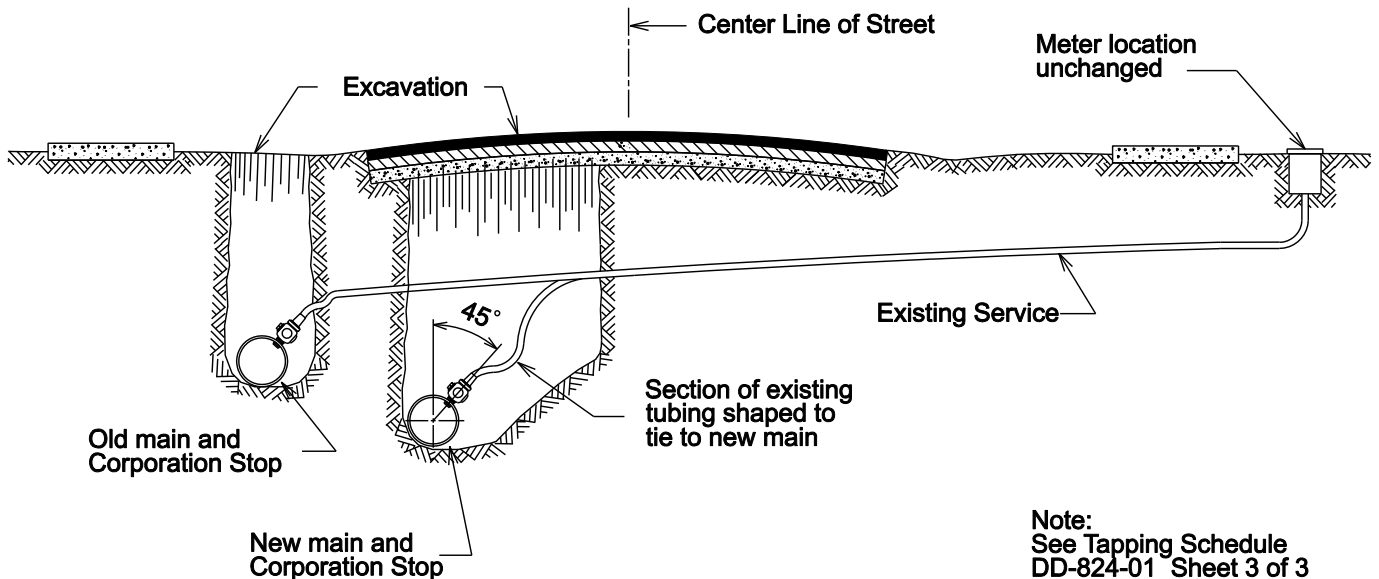 Center Line of Street
Meter location
unchanged
Excavation
45°
Existing Service
Section of existing
tubing shaped to
tie to new main
Old main and
Corporation Stop
New main and
Corporation Stop
Note:
See Tapping Schedule
DD-824-01 Sheet 3 of 3